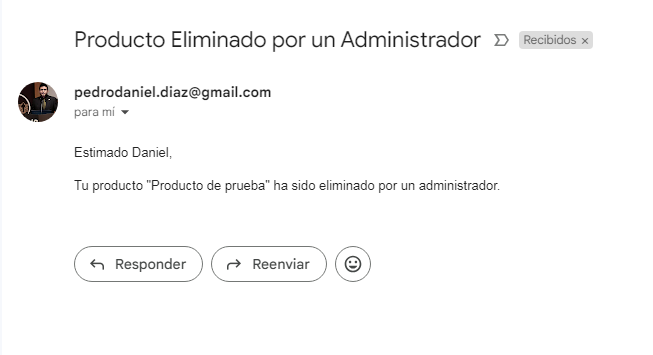 Producto Eliminado por un Administrador
Recibidos ×
pedrodaniel.diaz@gmail.com
para mí
Estimado Daniel,
Tu producto "Producto de prueba" ha sido eliminado por un administrador.
Responder
Reenviar